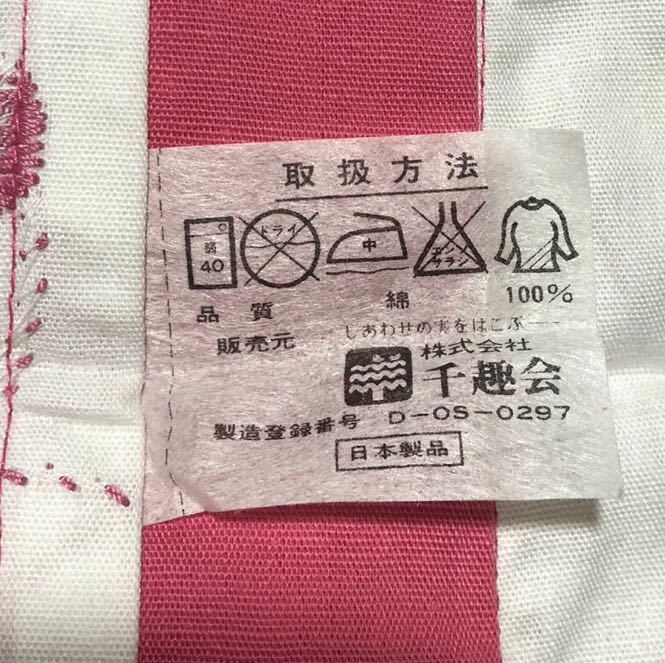 取扱方法
弱 40 ドライ 中 エンソ サラシ
品質 綿 100%
販売元 しあわせの実をはこぶ――
株式会社
千趣会
製造登録番号 D-OS-0297
日本製品